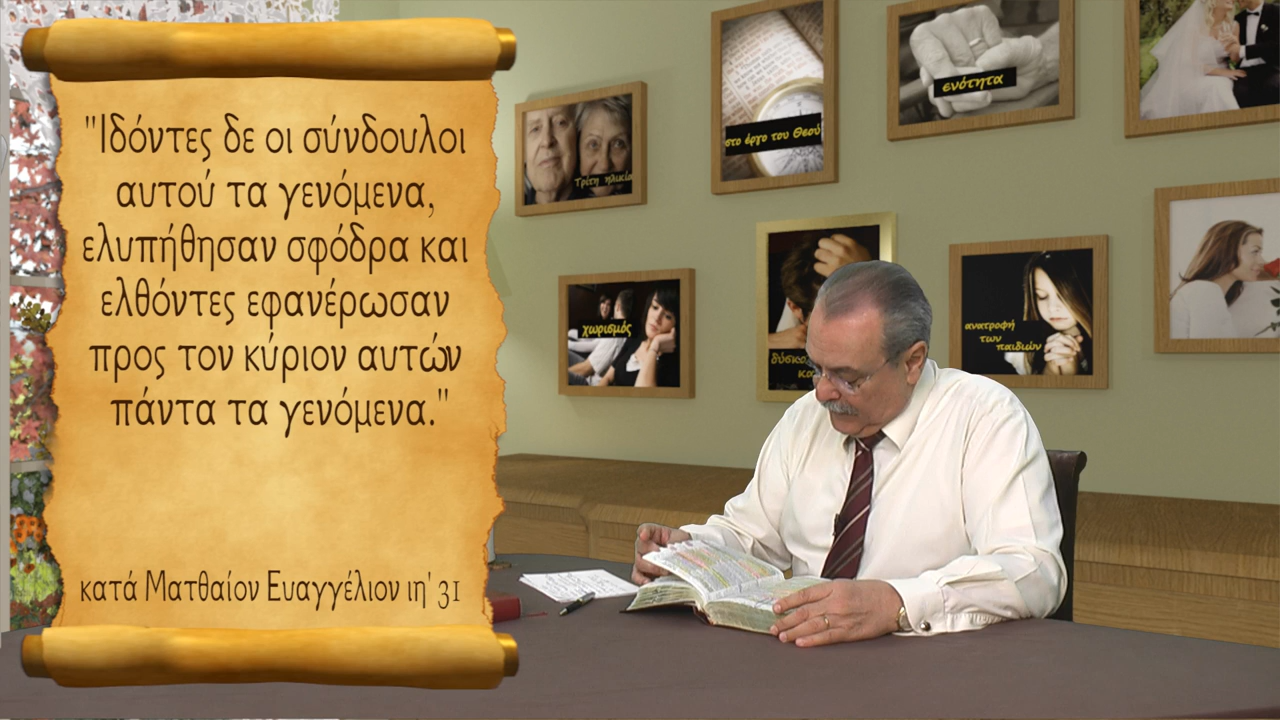 "Ιδόντες δε οι σύνδουλοι
αυτού τα γενόμενα,
ελυπήθησαν σφόδρα και
ελθόντες εφανέρωσαν
προς τον κύριον αυτών
πάντα τα γενόμενα."
κατά Ματθαίον Ευαγγέλιον ιη' 31
στο έργο του Θεού
ενότητα
Τρίτη ηλικία
χωρισμός
ανατροφή
των
παιδιών